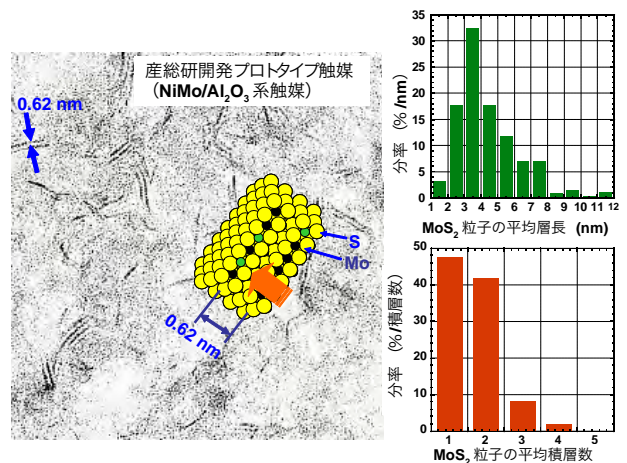 産総研開発プロトタイプ触媒
（NiMo/Al2O3 系触媒）
0.62 nm
S
Mo
0.62 nm
35
30
25
20
15
10
5
0
分率 （% /nm）
1 2 3 4 5 6 7 8 9 10 11 12
MoS2 粒子の平均層長 (nm)
50
40
30
20
10
0
分率 （%/積層数）
1 2 3 4 5
MoS2 粒子の平均積層数